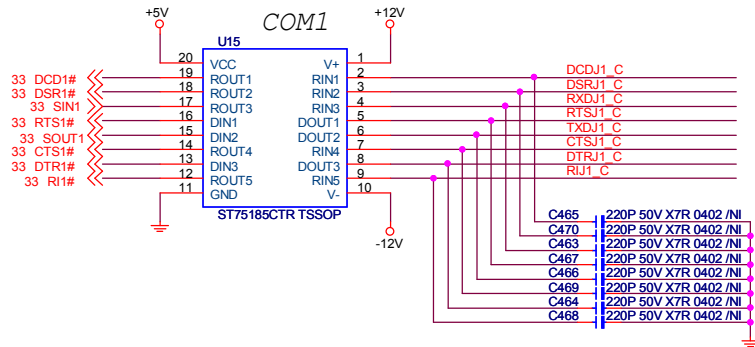 COM1
+5V
+12V
U15
20 VCC V+ 1
33 DCD1# 19 ROUT1 RIN1 2 DCDJ1_C
33 DSR1# 18 ROUT2 RIN2 3 DSRJ1_C
33 SIN1 17 ROUT3 RIN3 4 RXDJ1_C
33 RTS1# 16 DIN1 DOUT1 5 RTSJ1_C
33 SOUT1 15 DIN2 DOUT2 6 TXDJ1_C
33 CTS1# 14 ROUT4 RIN4 7 CTSJ1_C
33 DTR1# 13 DIN3 DOUT3 8 DTRJ1_C
33 RI1# 12 ROUT5 RIN5 9 RIJ1_C
11 GND V- 10
ST75185CTR TSSOP
-12V
C465 220P 50V X7R 0402 /NI
C470 220P 50V X7R 0402 /NI
C463 220P 50V X7R 0402 /NI
C467 220P 50V X7R 0402 /NI
C466 220P 50V X7R 0402 /NI
C469 220P 50V X7R 0402 /NI
C464 220P 50V X7R 0402 /NI
C468 220P 50V X7R 0402 /NI